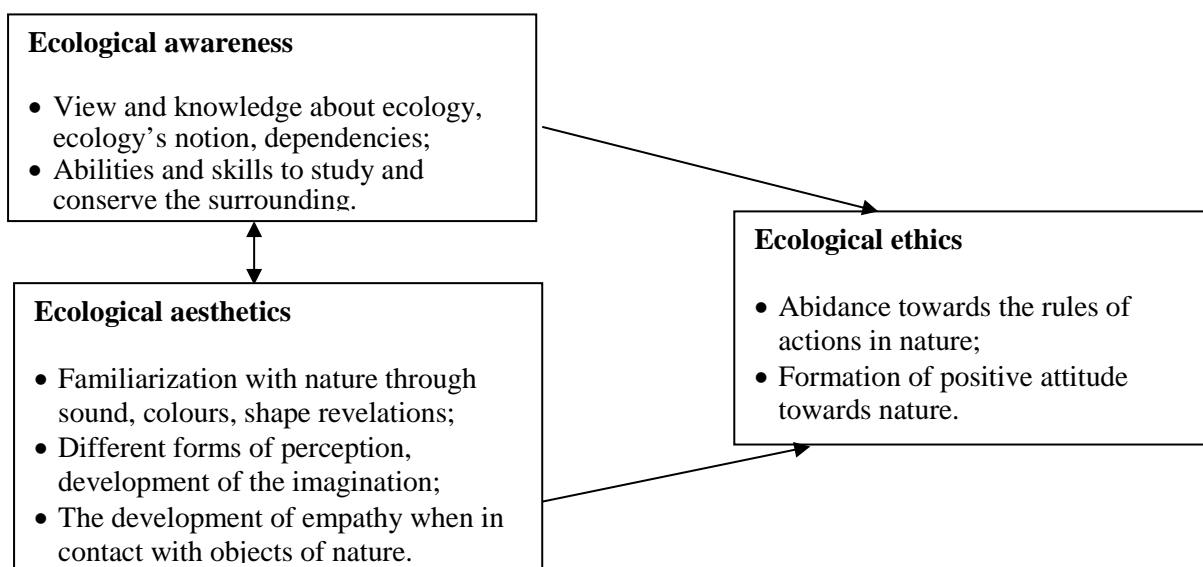 Ecological awareness
• View and knowledge about ecology,
ecology’s notion, dependencies;
• Abilities and skills to study and
conserve the surrounding.
Ecological aesthetics
• Familiarization with nature through
sound, colours, shape revelations;
• Different forms of perception,
development of the imagination;
• The development of empathy when in
contact with objects of nature.
Ecological ethics
• Abidance towards the rules of
actions in nature;
• Formation of positive attitude
towards nature.